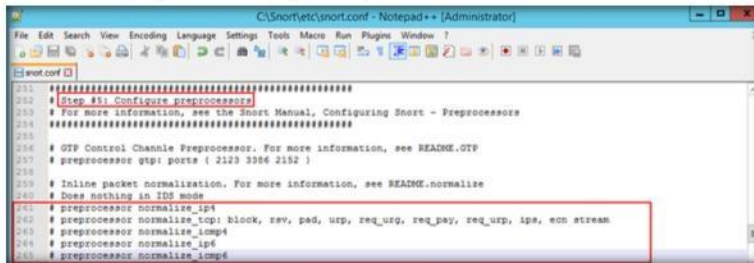 C:\Snort\etc\snort.conf - Notepad++ [Administrator]
File Edit Search View Encoding Language Settings Tools Macro Run Plugins Window ?
snort.conf
251 ###################################################
252 # Step #5: Configure preprocessors
253 # For more information, see the Snort Manual, Configuring Snort - Preprocessors
254 ###################################################
255
256 # GTP Control Channle Preprocessor. For more information, see README.GTP
257 # preprocessor gtp: ports { 2123 3386 2152 }
258
259 # Inline packet normalization. For more information, see README.normalize
260 # Does nothing in IDS mode
261 # preprocessor normalize_ip4
262 # preprocessor normalize_tcp: block, rsv, pad, urp, req_urg, req_pay, req_urp, ips, ecn stream
263 # preprocessor normalize_icmp4
264 # preprocessor normalize_ip6
265 # preprocessor normalize_icmp6